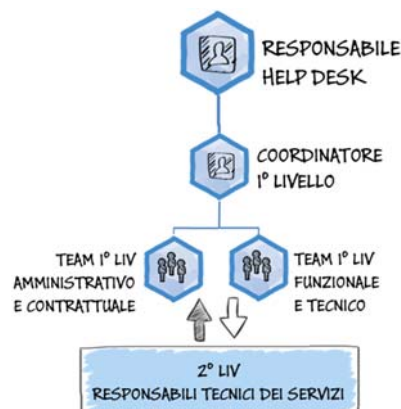 RESPONSABILE
HELP DESK
COORDINATORE
1° LIVELLO
TEAM 1° LIV
AMMINISTRATIVO
E CONTRATTUALE
TEAM 1° LIV
FUNZIONALE
E TECNICO
2° LIV
RESPONSABILI TECNICI DEI SERVIZI